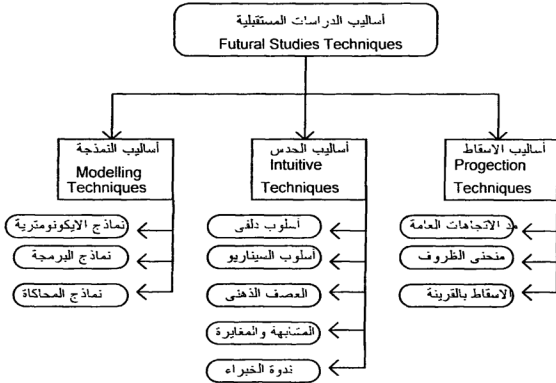 أساليب الدراسات المستقبلية
Futural Studies Techniques
أساليب الاسقاط
Progection
Techniques
مد الاتجاهات العامة
منحنى الظروف
الاسقاط بالقرينة
أساليب الحدس
Intuitive
Techniques
أسلوب دلفى
أسلوب السيناريو
العصف الذهنى
المشابهة والمغايرة
ندوة الخبراء
أساليب النمذجة
Modelling
Techniques
نماذج الايكونومترية
نماذج البرمجة
نماذج المحاكاة